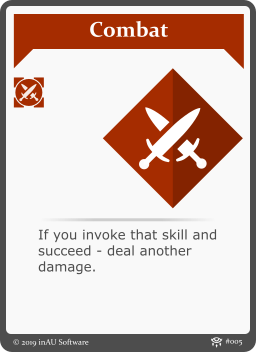 Combat
If you invoke that skill and
succeed - deal another
damage.
© 2019 inAU Software
#005